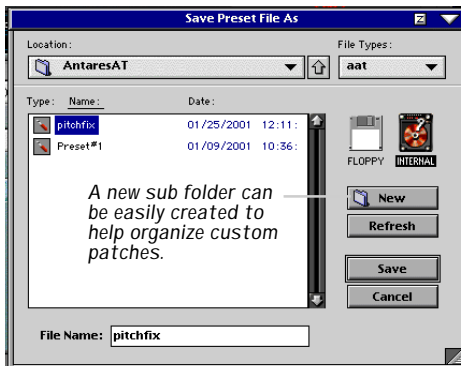 Save Preset File As
Z
Location:
File Types:
AntaresAT
aat
Type: Name: Date:
pitchfix 01/25/2001 12:11:
Preset#1 01/09/2001 10:36:
FLOPPY INTERNAL
A new sub folder can
be easily created to
help organize custom
patches.
New
Refresh
Save
Cancel
File Name: pitchfix